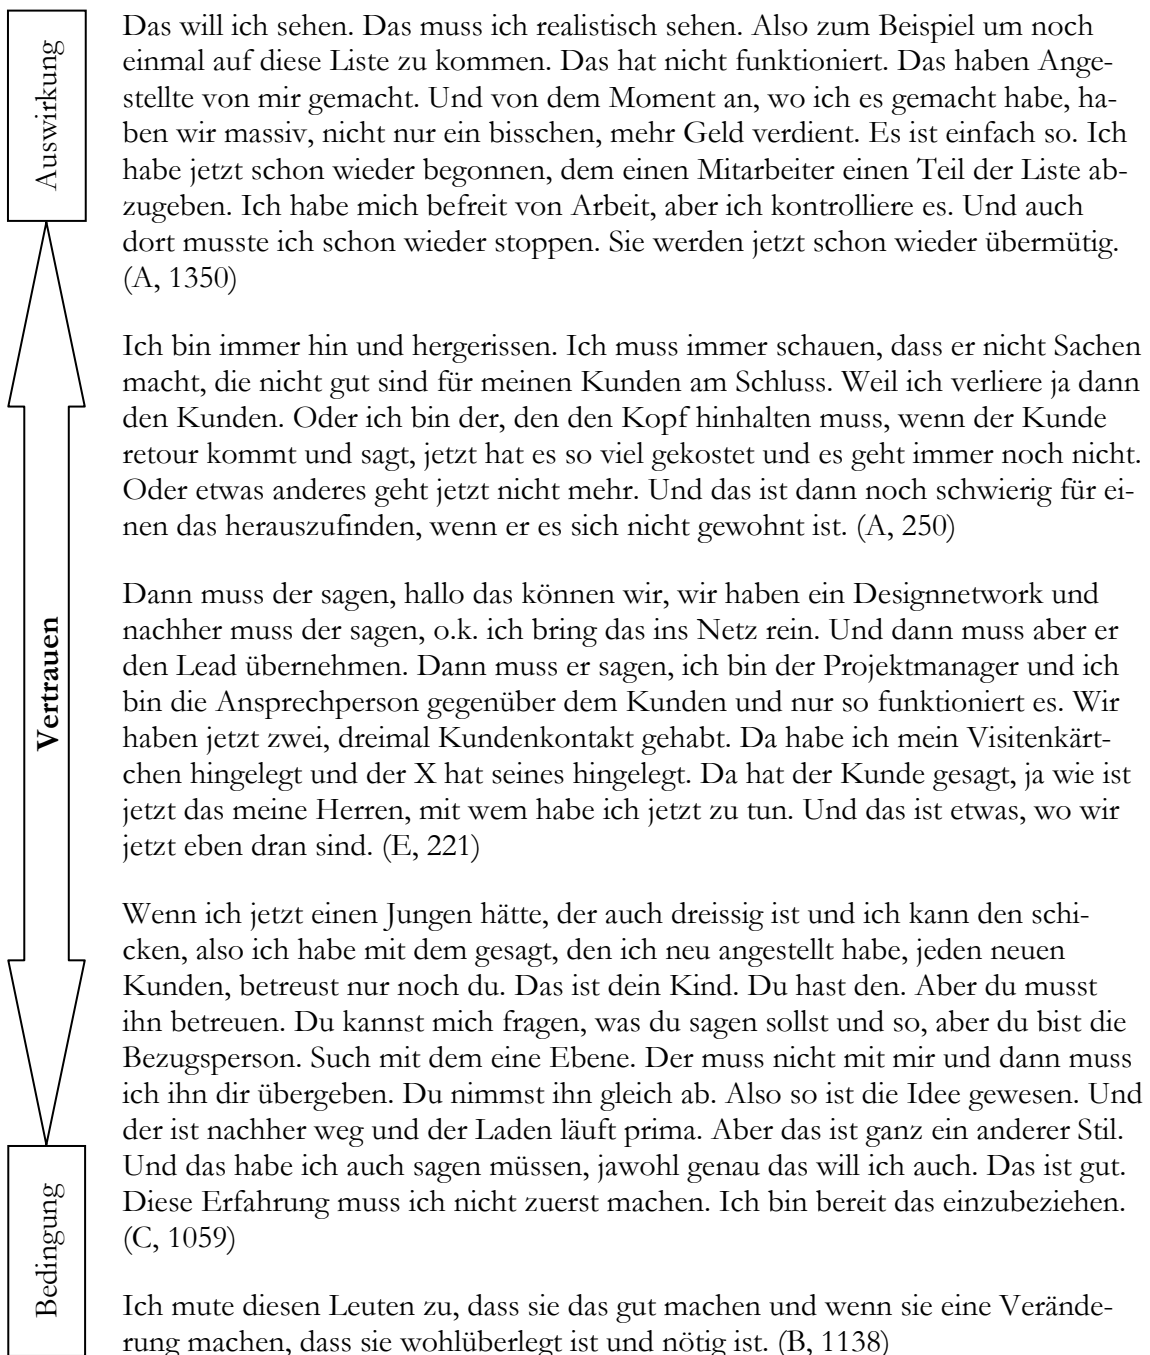 Auswirkung
Vertrauen
Bedingung
Das will ich sehen. Das muss ich realistisch sehen. Also zum Beispiel um noch
einmal auf diese Liste zu kommen. Das hat nicht funktioniert. Das haben Ange-
stellte von mir gemacht. Und von dem Moment an, wo ich es gemacht habe, ha-
ben wir massiv, nicht nur ein bisschen, mehr Geld verdient. Es ist einfach so. Ich
habe jetzt schon wieder begonnen, dem einen Mitarbeiter einen Teil der Liste ab-
zugeben. Ich habe mich befreit von Arbeit, aber ich kontrolliere es. Und auch
dort musste ich schon wieder stoppen. Sie werden jetzt schon wieder übermütig.
(A, 1350)
Ich bin immer hin und hergerissen. Ich muss immer schauen, dass er nicht Sachen
macht, die nicht gut sind für meinen Kunden am Schluss. Weil ich verliere ja dann
den Kunden. Oder ich bin der, den den Kopf hinhalten muss, wenn der Kunde
retour kommt und sagt, jetzt hat es so viel gekostet und es geht immer noch nicht.
Oder etwas anderes geht jetzt nicht mehr. Und das ist dann noch schwierig für ei-
nen das herauszufinden, wenn er es sich nicht gewohnt ist. (A, 250)
Dann muss der sagen, hallo das können wir, wir haben ein Designnetwork und
nachher muss der sagen, o.k. ich bring das ins Netz rein. Und dann muss aber er
den Lead übernehmen. Dann muss er sagen, ich bin der Projektmanager und ich
bin die Ansprechperson gegenüber dem Kunden und nur so funktioniert es. Wir
haben jetzt zwei, dreimal Kundenkontakt gehabt. Da habe ich mein Visitenkärt-
chen hingelegt und der X hat seines hingelegt. Da hat der Kunde gesagt, ja wie ist
jetzt das meine Herren, mit wem habe ich jetzt zu tun. Und das ist etwas, wo wir
jetzt eben dran sind. (E, 221)
Wenn ich jetzt einen Jungen hätte, der auch dreissig ist und ich kann den schi-
cken, also ich habe mit dem gesagt, den ich neu angestellt habe, jeden neuen
Kunden, betreust nur noch du. Das ist dein Kind. Du hast den. Aber du musst
ihn betreuen. Du kannst mich fragen, was du sagen sollst und so, aber du bist die
Bezugsperson. Such mit dem eine Ebene. Der muss nicht mit mir und dann muss
ich ihn dir übergeben. Du nimmst ihn gleich ab. Also so ist die Idee gewesen. Und
der ist nachher weg und der Laden läuft prima. Aber das ist ganz ein anderer Stil.
Und das habe ich auch sagen müssen, jawohl genau das will ich auch. Das ist gut.
Diese Erfahrung muss ich nicht zuerst machen. Ich bin bereit das einzubeziehen.
(C, 1059)
Ich mute diesen Leuten zu, dass sie das gut machen und wenn sie eine Verände-
rung machen, dass sie wohlüberlegt ist und nötig ist. (B, 1138)